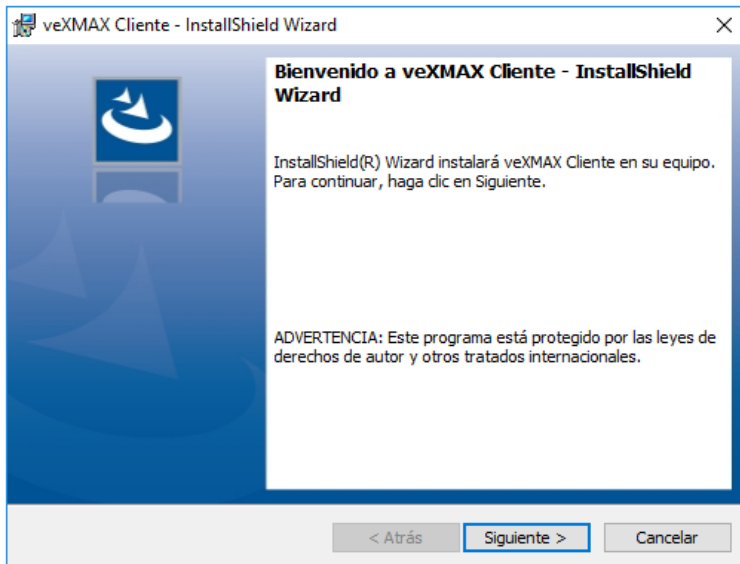 veXMAX Cliente - InstallShield Wizard
Bienvenido a veXMAX Cliente - InstallShield
Wizard
InstallShield(R) Wizard instalará veXMAX Cliente en su equipo.
Para continuar, haga clic en Siguiente.
ADVERTENCIA: Este programa está protegido por las leyes de
derechos de autor y otros tratados internacionales.
< Atrás Siguiente > Cancelar